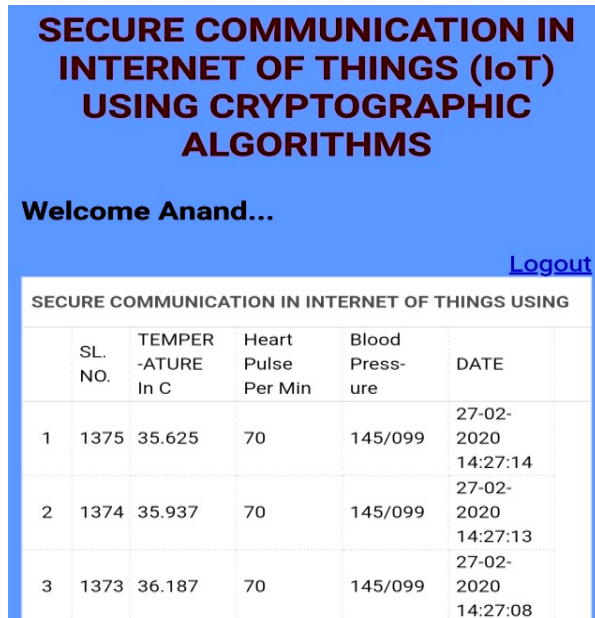 SECURE COMMUNICATION IN
INTERNET OF THINGS (IoT)
USING CRYPTOGRAPHIC
ALGORITHMS
Welcome Anand...
Logout
SECURE COMMUNICATION IN INTERNET OF THINGS USING
SL. NO. TEMPER-ATURE In C Heart Pulse Per Min Blood Press-ure DATE
1 1375 35.625 70 145/099 27-02-2020 14:27:14
2 1374 35.937 70 145/099 27-02-2020 14:27:13
3 1373 36.187 70 145/099 27-02-2020 14:27:08